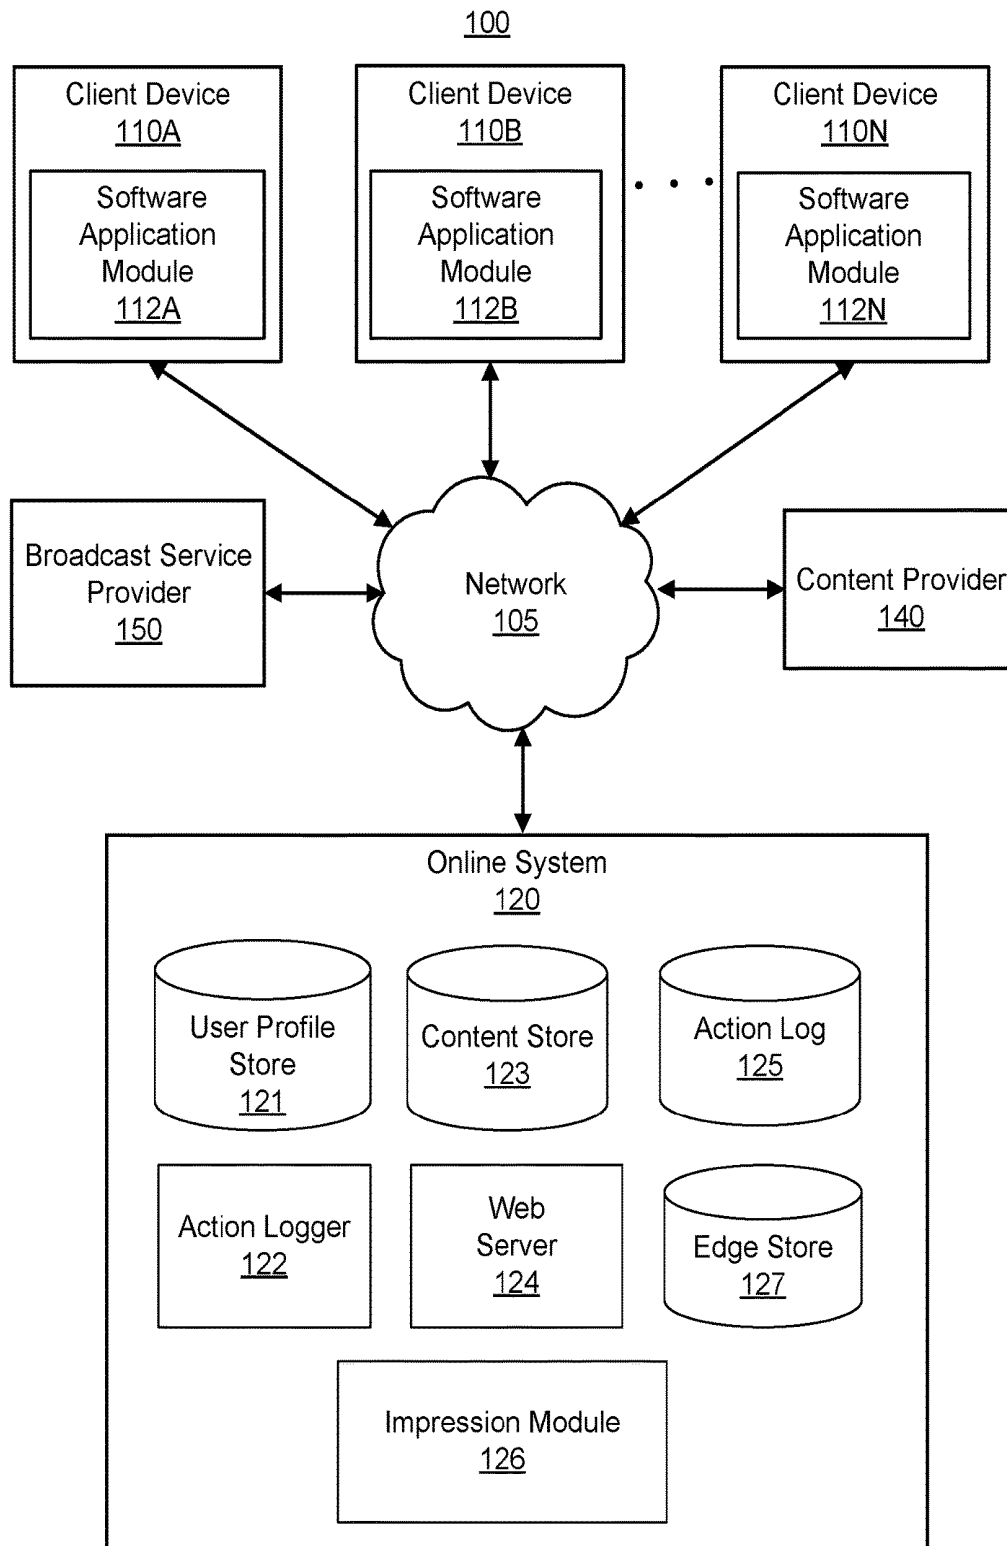 100
Client Device
110A
Software
Application
Module
112A
Client Device
110B
Software
Application
Module
112B
Client Device
110N
Software
Application
Module
112N
Broadcast Service
Provider
150
Network
105
Content Provider
140
Online System
120
User Profile
Store
121
Content Store
123
Action Log
125
Action Logger
122
Web
Server
124
Edge Store
127
Impression Module
126